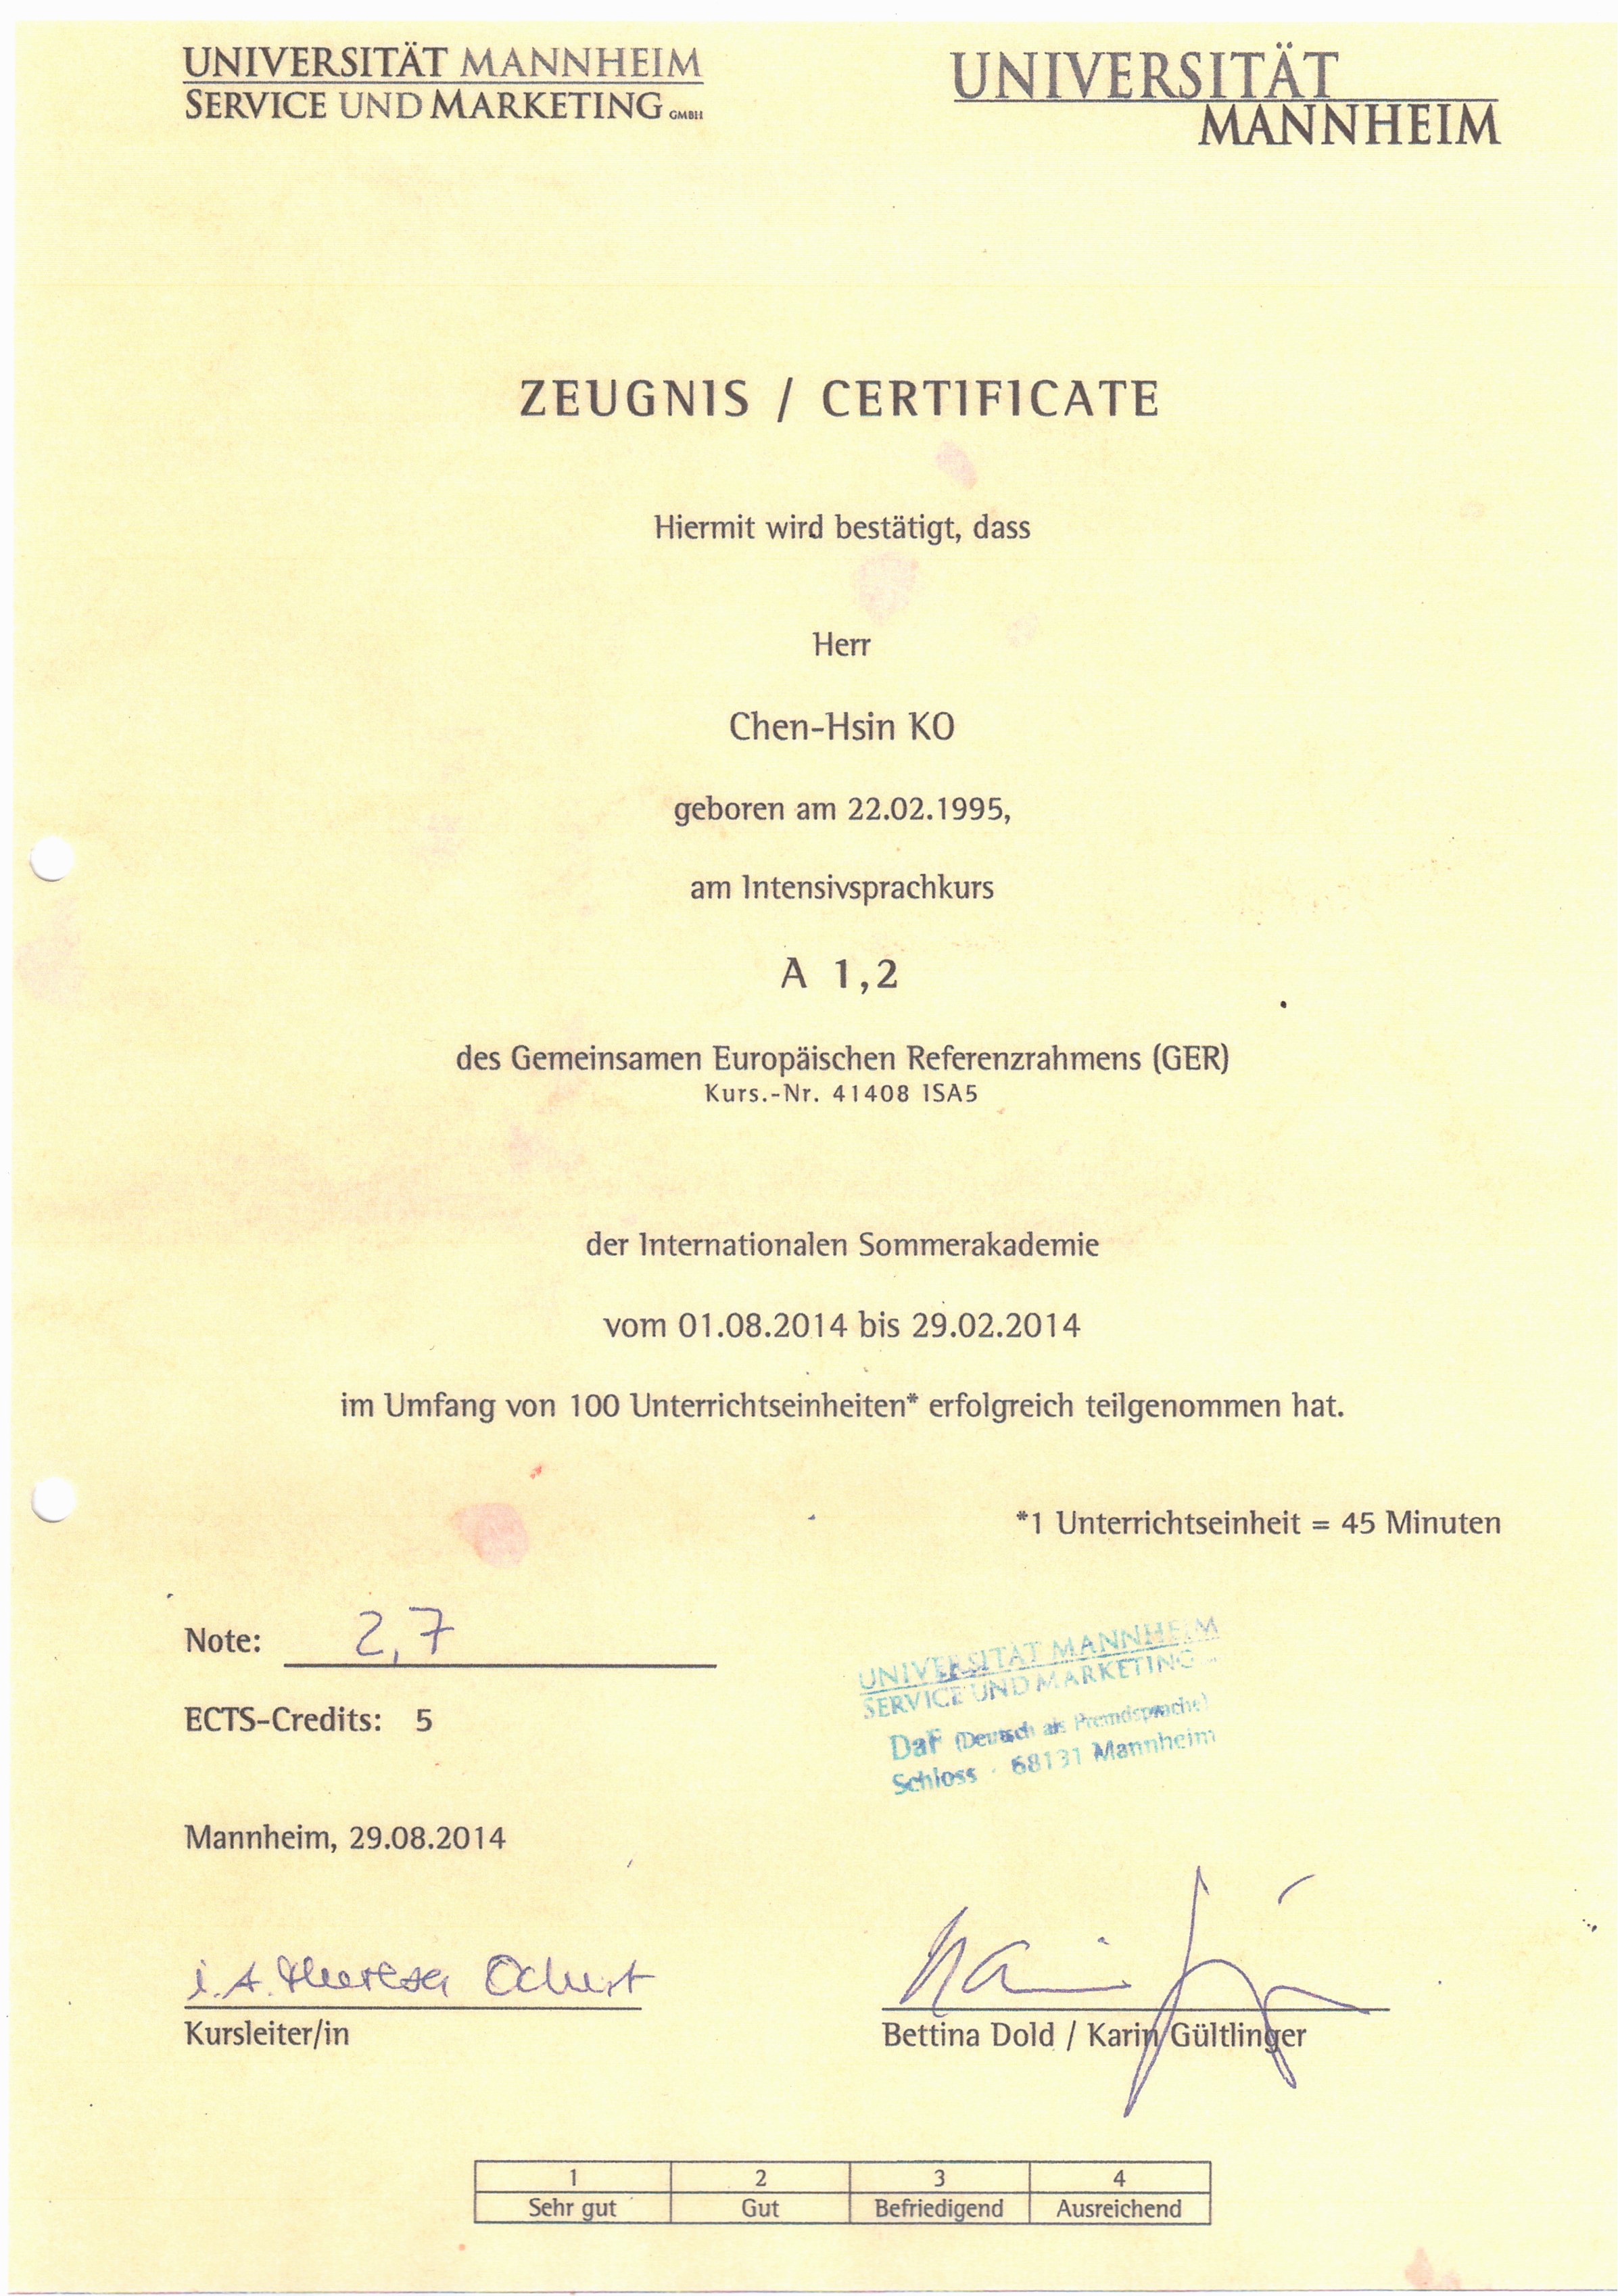 UNIVERSITÄT MANNHEIM
SERVICE UND MARKETING GMBH
UNIVERSITÄT
MANNHEIM
ZEUGNIS / CERTIFICATE
Hiermit wird bestätigt, dass
Herr
Chen-Hsin KO
geboren am 22.02.1995,
am Intensivsprachkurs
A 1,2
des Gemeinsamen Europäischen Referenzrahmens (GER)
Kurs.-Nr. 41408 ISA5
der Internationalen Sommerakademie
vom 01.08.2014 bis 29.02.2014
im Umfang von 100 Unterrichtseinheiten* erfolgreich teilgenommen hat.
*1 Unterrichtseinheit = 45 Minuten
Note: 2,7
UNIVERSITÄT MANNHEIM
SERVICE UND MARKETING
DaF (Deutsch als Fremdsprache)
Schloss · 68131 Mannheim
ECTS-Credits: 5
Mannheim, 29.08.2014
i.A. Theresa
Kursleiter/in
Bettina Dold / Karin Gültlinger
1 2 3 4
Sehr gut Gut Befriedigend Ausreichend